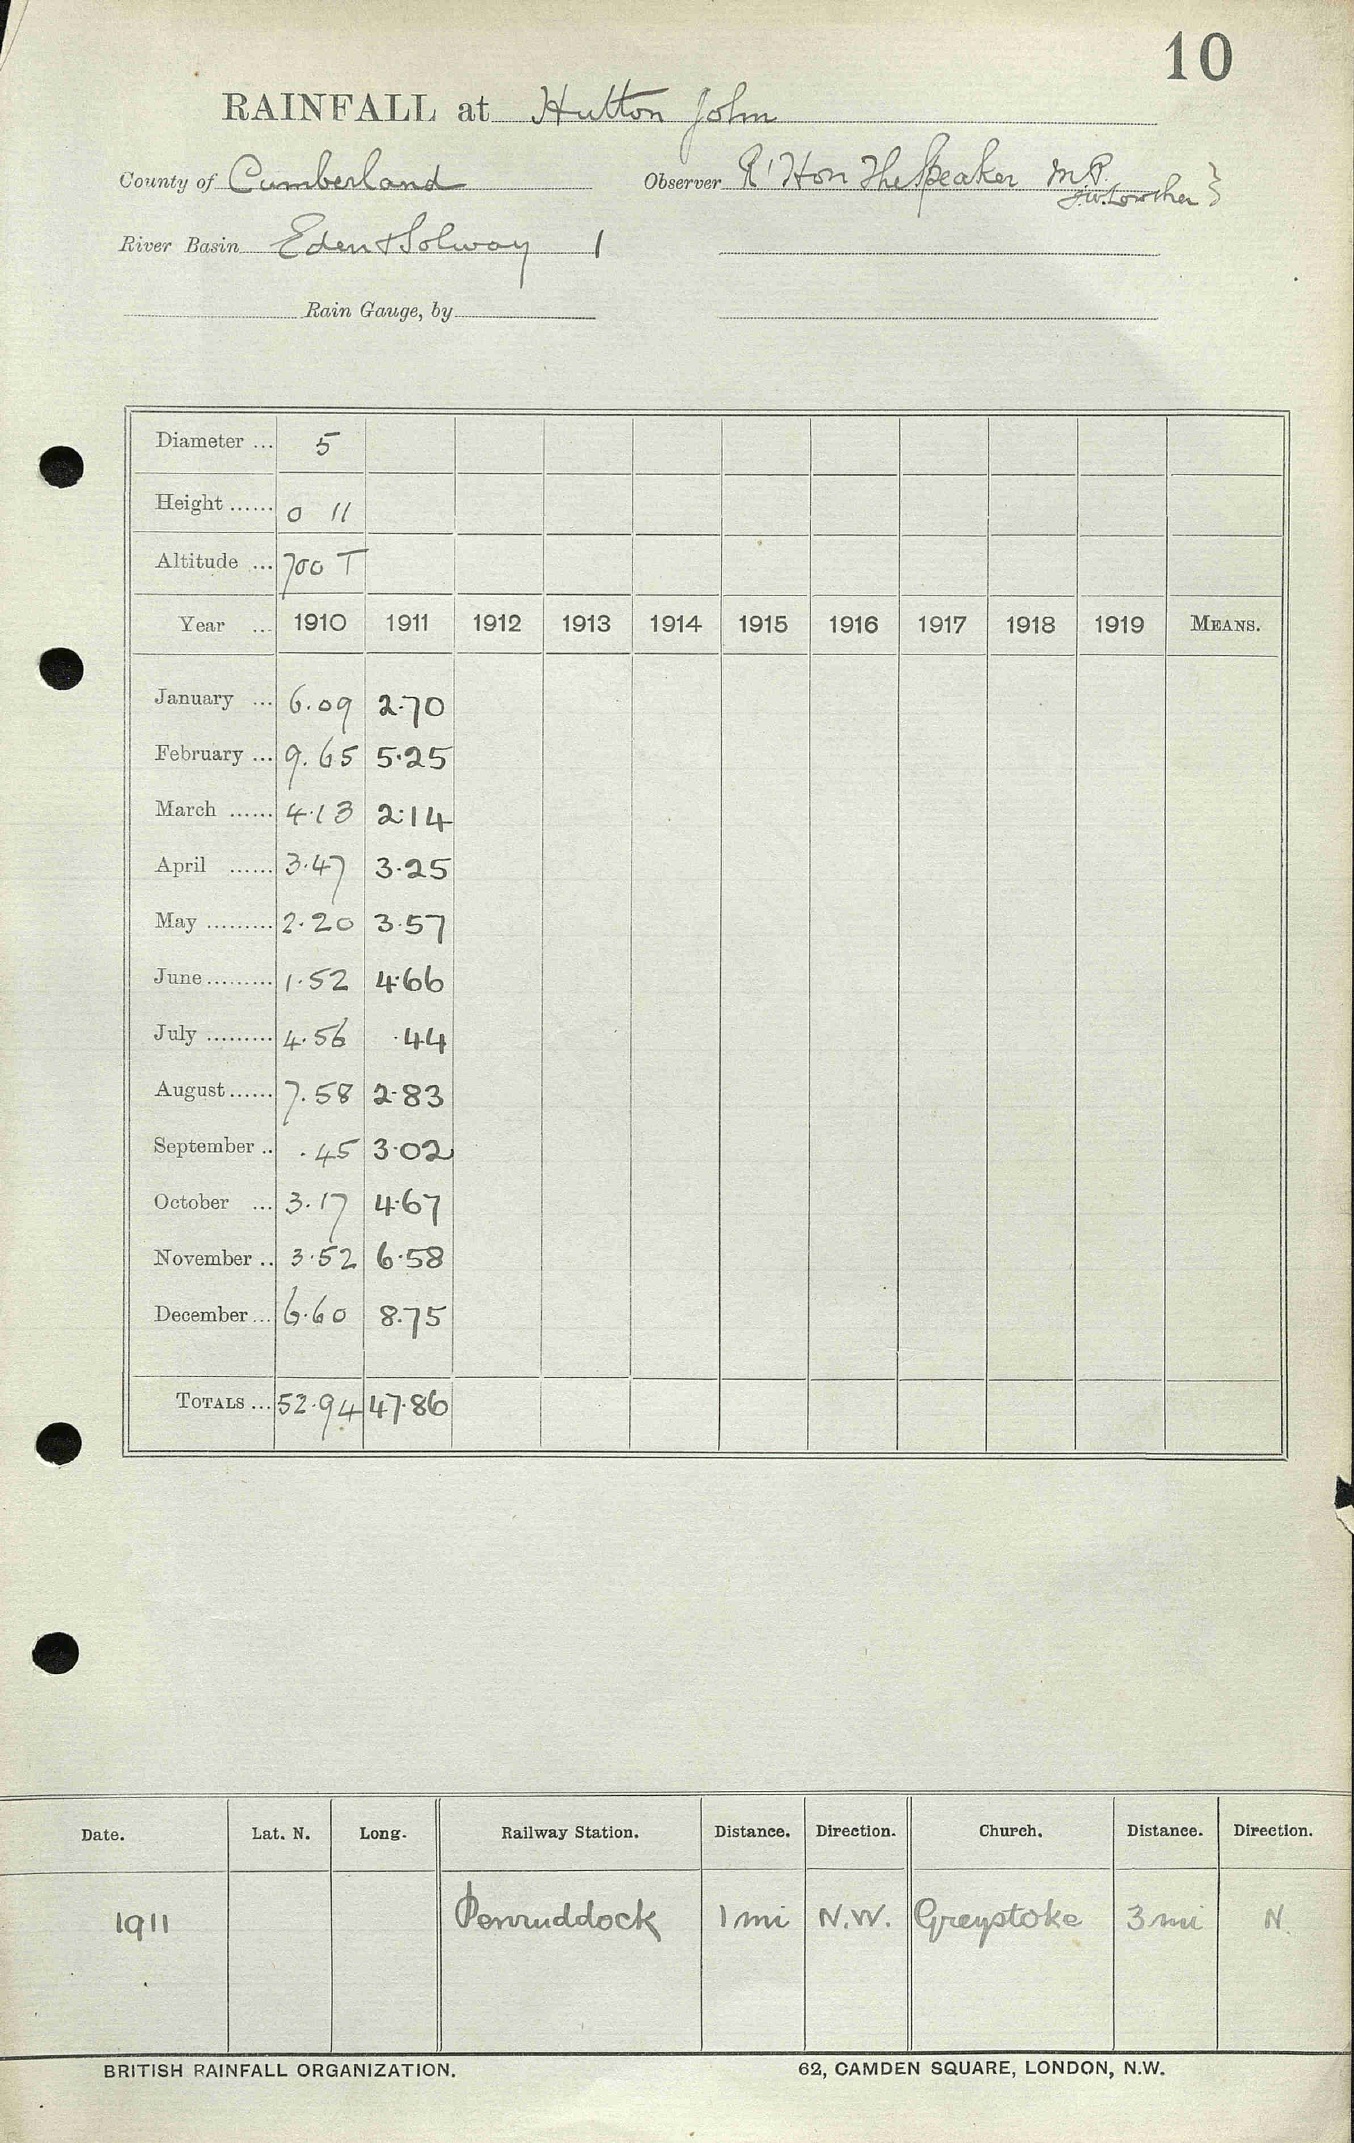 10
RAINFALL at Hutton John
County of Cumberland Observer Rt Hon The Speaker M.P.
J.W. Lowther }
River Basin Eden & Solway 1
Rain Gauge, by
Diameter ... 5
Height ...... 0 11
Altitude ... 700 T
Year ... 1910 1911 1912 1913 1914 1915 1916 1917 1918 1919 MEANS.
January ... 6.09 2.70
February ... 9.65 5.25
March ...... 4.13 2.14
April ...... 3.47 3.25
May ......... 2.20 3.57
June ......... 1.52 4.66
July ......... 4.56 .44
August ...... 7.58 2.83
September .. .45 3.02
October ... 3.17 4.67
November .. 3.52 6.58
December ... 6.60 8.75
TOTALS ... 52.94 47.86
Date. Lat. N. Long. Railway Station. Distance. Direction. Church. Distance. Direction.
1911 Penruddock 1 mi N.W. Greystoke 3 mi N
BRITISH RAINFALL ORGANIZATION. 62, CAMDEN SQUARE, LONDON, N.W.